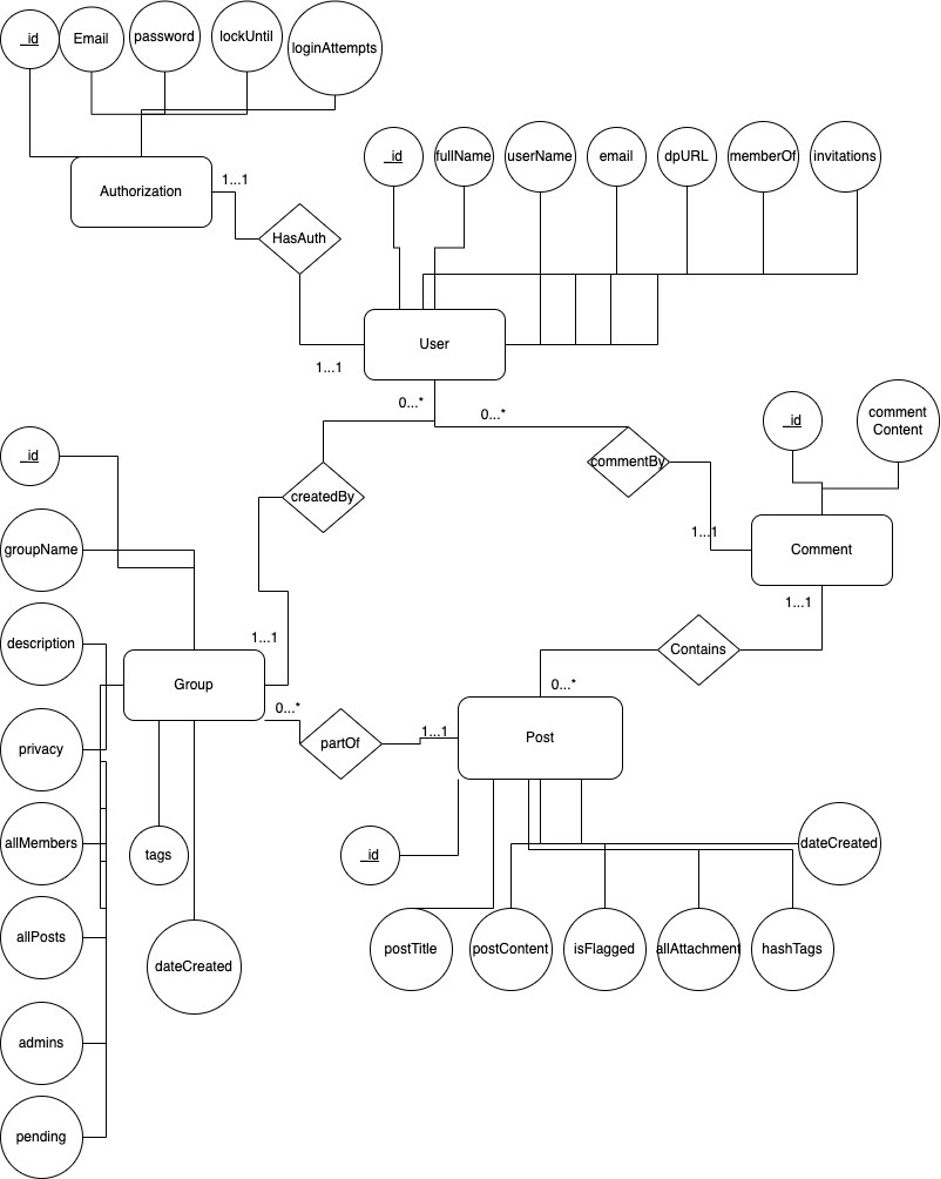 _id
Email
password
lockUntil
loginAttempts
_id
fullName
userName
email
dpURL
memberOf
invitations
Authorization
1...1
HasAuth
User
1...1
0...*
0...*
_id
comment
Content
_id
commentBy
createdBy
1...1
groupName
Comment
1...1
description
1...1
Contains
Group
0...*
0...*
privacy
partOf
1...1
Post
allMembers
tags
_id
dateCreated
allPosts
dateCreated
postTitle
postContent
isFlagged
allAttachment
hashTags
admins
pending